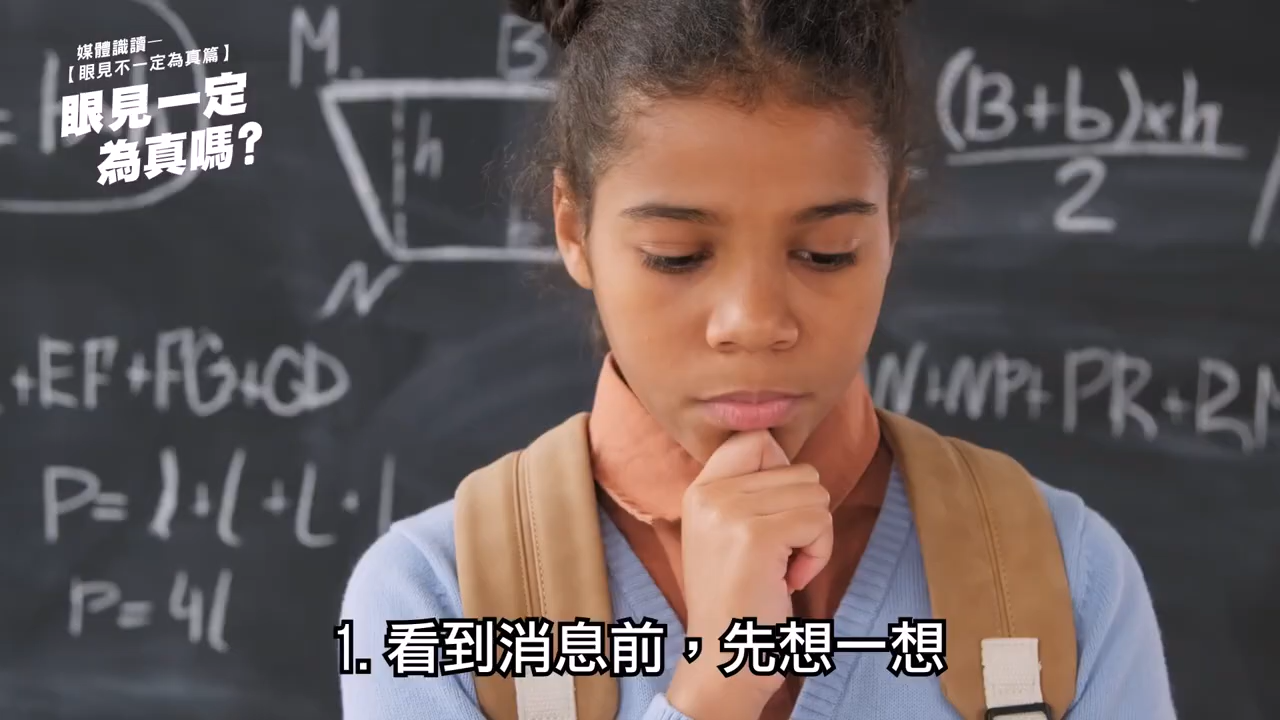 媒體識讀—
【眼見不一定為真篇】
眼見一定
為真嗎?
M.
B
h
(B+b)×h
2
N
+EF+FG+GD
N+NP+PR+RM
P=l+l+l+l
P=4l
1. 看到消息前，先想一想